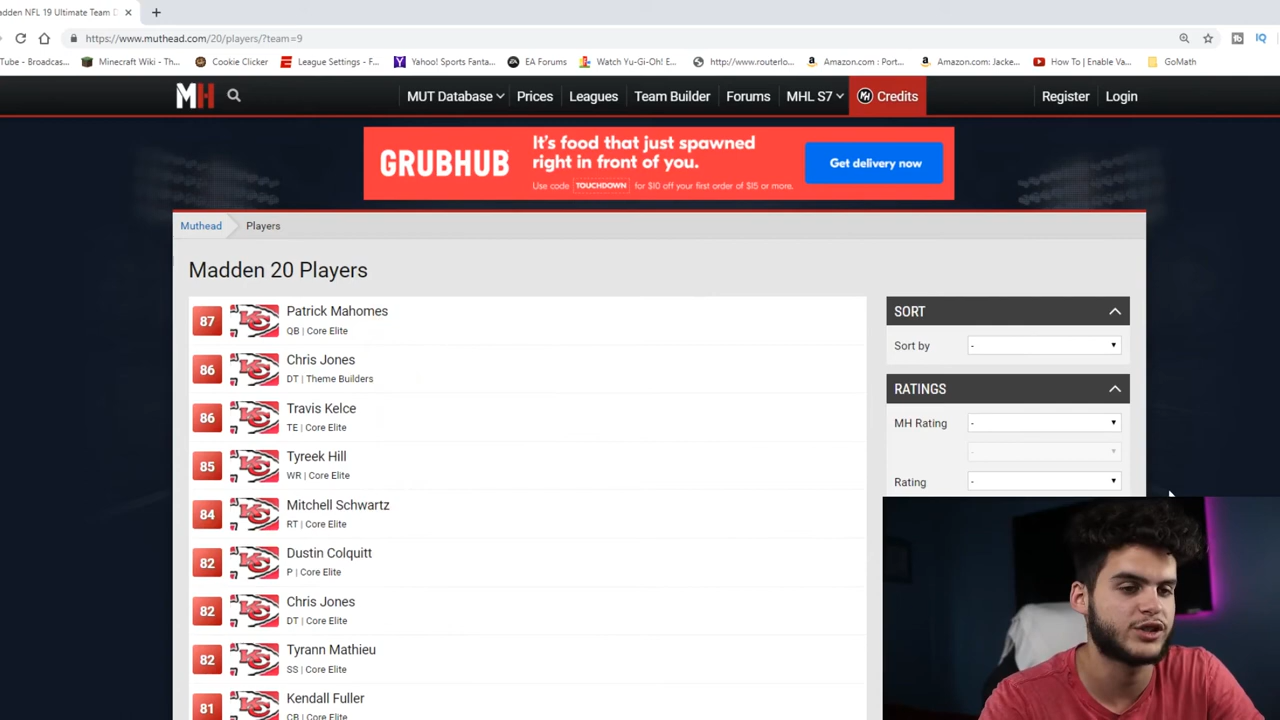 adden NFL 19 Ultimate Team D
https://www.muthead.com/20/players/?team=9
Tube - Broadcas... Minecraft Wiki - Th... Cookie Clicker League Settings - F... Yahoo! Sports Fanta... EA Forums Watch Yu-Gi-Oh! E... http://www.routerlo... Amazon.com : Port... Amazon.com: Jacke... How To | Enable Va... GoMath
MH MUT Database Prices Leagues Team Builder Forums MHL S7 Credits Register Login
GRUBHUB
It's food that just spawned
right in front of you.
Use code TOUCHDOWN for $10 off your first order of $15 or more.
Get delivery now
Muthead Players
Madden 20 Players
87 Patrick Mahomes
QB | Core Elite
86 Chris Jones
DT | Theme Builders
86 Travis Kelce
TE | Core Elite
85 Tyreek Hill
WR | Core Elite
84 Mitchell Schwartz
RT | Core Elite
82 Dustin Colquitt
P | Core Elite
82 Chris Jones
DT | Core Elite
82 Tyrann Mathieu
SS | Core Elite
81 Kendall Fuller
CB | Core Elite
SORT
Sort by -
RATINGS
MH Rating -
-
Rating -